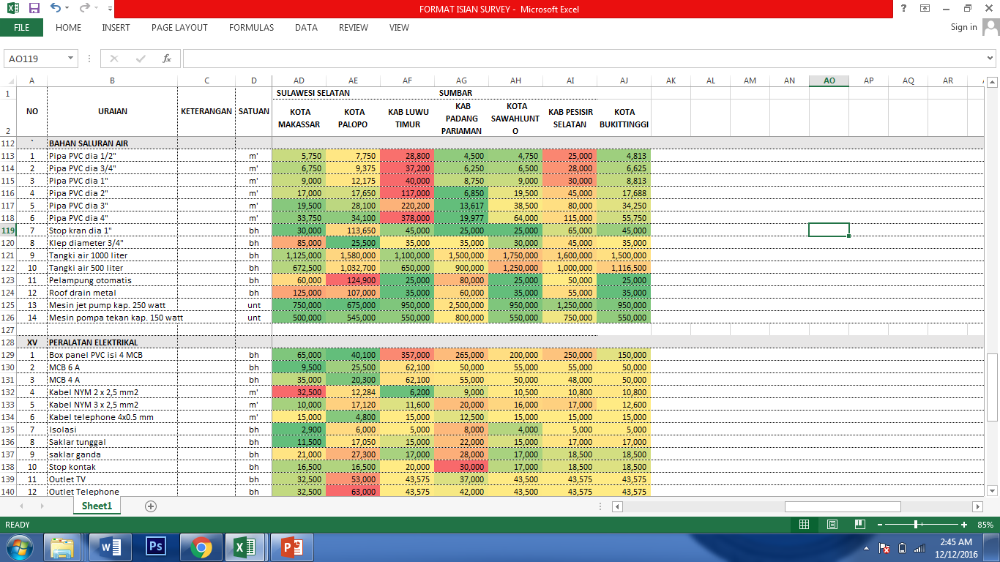 FORMAT ISIAN SURVEY - Microsoft Excel
FILE HOME INSERT PAGE LAYOUT FORMULAS DATA REVIEW VIEW Sign in
AO119 fx
A B C D AD AE AF AG AH AI AJ AK AL AM AN AO AP AQ AR
1 SULAWESI SELATAN SUMBAR
2 NO URAIAN KETERANGAN SATUAN KOTA MAKASSAR KOTA PALOPO KAB LUWU TIMUR KAB PADANG PARIAMAN KOTA SAWAHLUNTO KAB PESISIR SELATAN KOTA BUKITTINGGI
112 ` BAHAN SALURAN AIR
113 1 Pipa PVC dia 1/2" m' 5,750 7,750 28,800 4,500 4,750 25,000 4,813
114 2 Pipa PVC dia 3/4" m' 6,750 9,375 37,200 6,250 6,500 28,000 6,625
115 3 Pipa PVC dia 1" m' 9,000 12,175 40,000 8,750 9,000 30,000 8,813
116 4 Pipa PVC dia 2" m' 17,000 17,650 117,000 6,850 19,500 45,000 17,688
117 5 Pipa PVC dia 3" m' 19,500 28,100 220,200 13,617 38,500 80,000 34,250
118 6 Pipa PVC dia 4" m' 33,750 34,100 378,000 19,977 64,000 115,000 55,750
119 7 Stop kran dia 1" bh 30,000 113,650 45,000 25,000 25,000 65,000 45,000
120 8 Klep diameter 3/4" bh 85,000 25,500 35,000 35,000 30,000 45,000 35,000
121 9 Tangki air 1000 liter bh 1,125,000 1,580,000 1,100,000 1,500,000 1,750,000 1,600,000 1,500,000
122 10 Tangki air 500 liter bh 672,500 1,032,700 650,000 900,000 1,250,000 1,000,000 1,116,500
123 11 Pelampung otomatis bh 60,000 124,900 25,000 80,000 25,000 50,000 25,000
124 12 Roof drain metal bh 125,000 107,000 35,000 60,000 35,000 55,000 35,000
125 13 Mesin jet pump kap. 250 watt unt 750,000 675,000 950,000 2,500,000 950,000 1,250,000 950,000
126 14 Mesin pompa tekan kap. 150 watt unt 500,000 545,000 550,000 800,000 550,000 750,000 550,000
127
128 XV PERALATAN ELEKTRIKAL
129 1 Box panel PVC isi 4 MCB bh 65,000 40,100 357,000 265,000 200,000 250,000 150,000
130 2 MCB 6 A bh 9,500 25,500 62,100 50,000 55,000 55,000 50,000
131 3 MCB 4 A bh 35,000 20,300 62,100 55,000 50,000 48,000 50,000
132 4 Kabel NYM 2 x 2,5 mm2 m' 32,500 12,284 6,200 9,000 10,500 10,800 10,800
133 5 Kabel NYM 3 x 2,5 mm2 m' 10,000 17,120 11,600 20,000 16,000 17,000 12,600
134 6 Kabel telephone 4x0.5 mm m' 15,000 4,800 15,000 12,500 15,000 15,000 15,000
135 7 Isolasi bh 2,900 6,000 5,000 8,000 4,000 5,000 5,000
136 8 Saklar tunggal bh 11,500 17,050 15,000 22,000 15,000 17,000 17,000
137 9 saklar ganda bh 21,000 27,300 17,000 28,000 17,000 18,500 18,500
138 10 Stop kontak bh 16,500 16,500 20,000 30,000 17,000 18,500 18,500
139 11 Outlet TV bh 32,500 53,000 43,575 37,000 43,500 43,575 43,575
140 12 Outlet Telephone bh 32,500 63,000 43,575 42,000 43,500 43,575 43,575
Sheet1
READY 85%
2:45 AM
12/12/2016